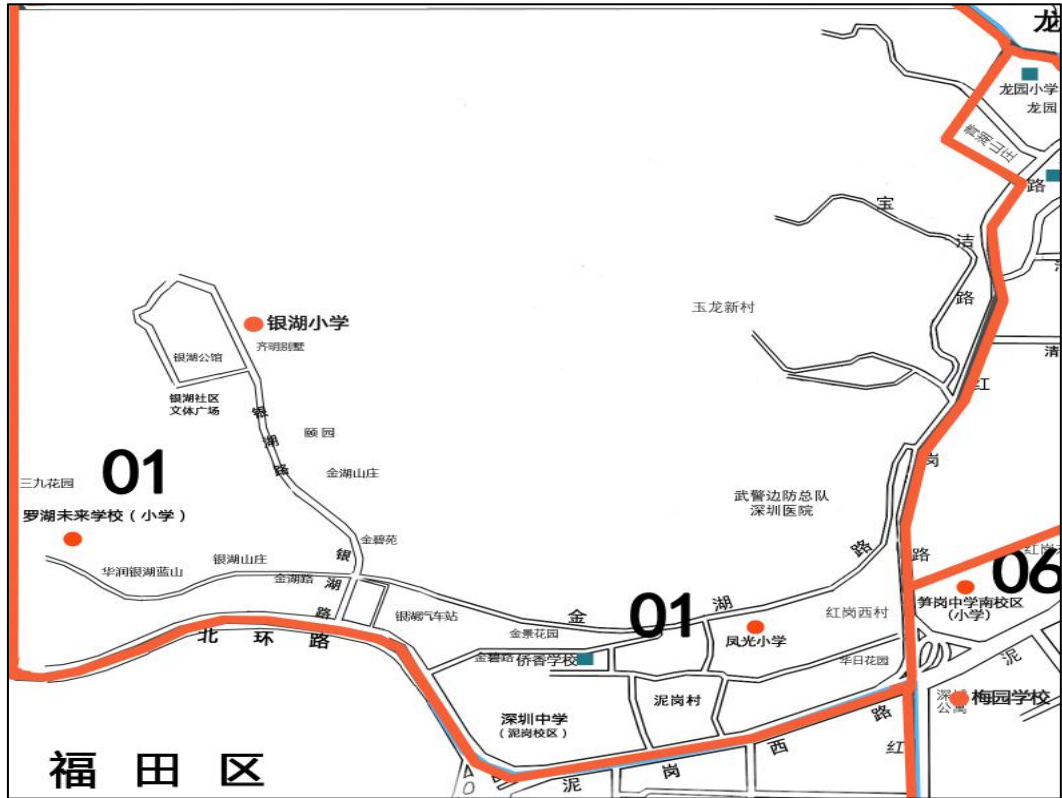 龙
龙园小学
龙园
青湖山庄
路
宝
洁
路
玉龙新村
银湖小学
齐明别墅
银湖公馆
清
银湖社区
文体广场
红
银
湖
路
颐园
岗
金湖山庄
01
三九花园
罗湖未来学校（小学）
武警边防总队
深圳医院
金碧苑
路
路
红岗
06
银湖山庄
华润银湖蓝山
金湖路
银
湖
路
银湖汽车站
金
01
湖
笋岗中学南校区
（小学）
红岗西村
凤光小学
北环路
金景花园
金碧路
侨香学校
华日花园
泥
梅园学校
泥岗村
深圳中学
（泥岗校区）
路
红
西
岗
泥
福田区